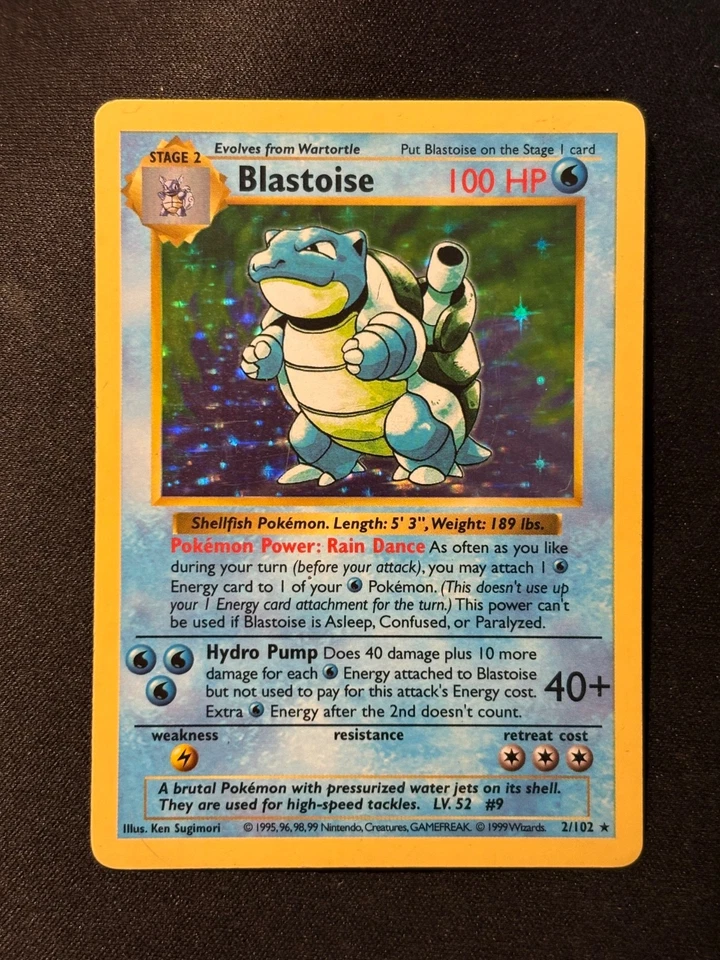 STAGE 2
Evolves from Wartortle
Put Blastoise on the Stage 1 card
Blastoise
100 HP
Shellfish Pokémon. Length: 5' 3", Weight: 189 lbs.
Pokémon Power: Rain Dance As often as you like
during your turn (before your attack), you may attach 1
Energy card to 1 of your Pokémon. (This doesn't use up
your 1 Energy card attachment for the turn.) This power can't
be used if Blastoise is Asleep, Confused, or Paralyzed.
Hydro Pump Does 40 damage plus 10 more
damage for each Energy attached to Blastoise
but not used to pay for this attack's Energy cost.
Extra Energy after the 2nd doesn't count.
40+
weakness
resistance
retreat cost
A brutal Pokémon with pressurized water jets on its shell.
They are used for high-speed tackles. LV. 52 #9
Illus. Ken Sugimori
© 1995, 96, 98, 99 Nintendo, Creatures, GAMEFREAK. © 1999 Wizards.
2/102 ★